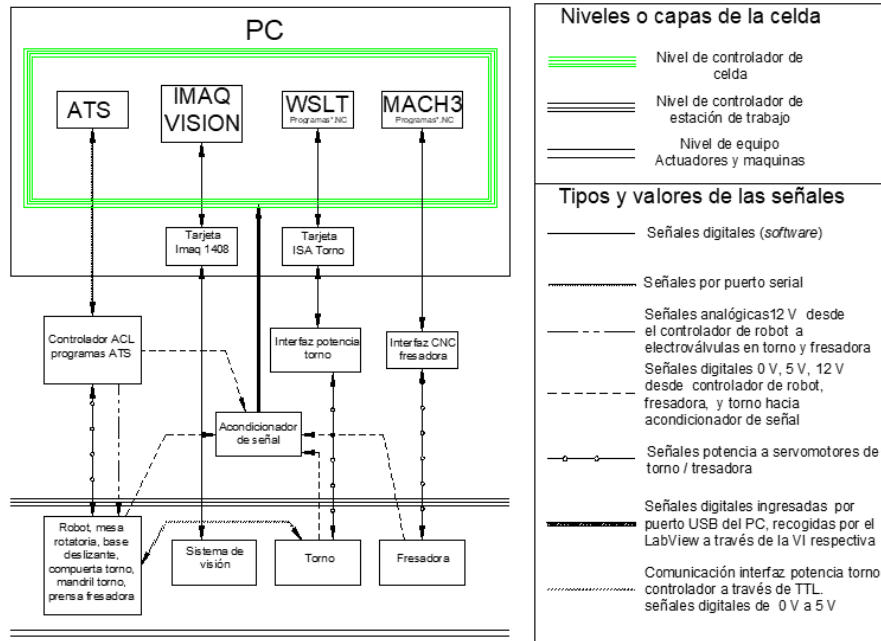 PC
ATS
IMAQ
VISION
WSLT
Programas*.NC
MACH3
Programas*.NC
Tarjeta
Imaq 1408
Tarjeta
ISA Torno
Controlador ACL
programas ATS
Interfaz potencia
torno
Interfaz CNC
fresadora
Acondicionador
de señal
Robot, mesa
rotatoria, base
deslizante,
compuerta torno,
mandril torno,
prensa fresadora
Sistema de
visión
Torno
Fresadora
Niveles o capas de la celda
Nivel de controlador de
celda
Nivel de controlador de
estación de trabajo
Nivel de equipo
Actuadores y maquinas
Tipos y valores de las señales
Señales digitales (software)
Señales por puerto serial
Señales analógicas12 V desde
el controlador de robot a
electroválvulas en torno y fresadora
Señales digitales 0 V, 5 V, 12 V
desde controlador de robot,
fresadora, y torno hacia
acondicionador de señal
Señales potencia a servomotores de
torno / tresadora
Señales digitales ingresadas por
puerto USB del PC, recogidas por el
LabView a través de la VI respectiva
Comunicación interfaz potencia torno
controlador a través de TTL.
señales digitales de 0 V a 5 V